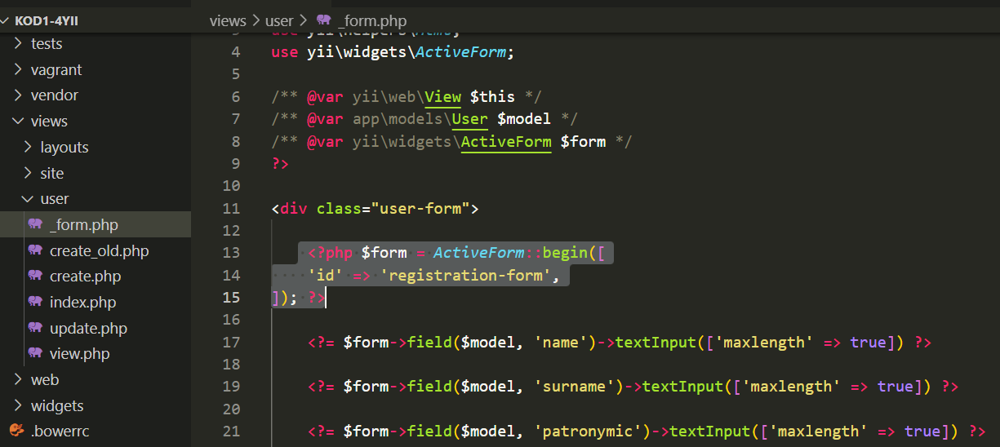 KOD1-4YII
tests
vagrant
vendor
views
layouts
site
user
_form.php
create_old.php
create.php
index.php
update.php
view.php
web
widgets
.bowerrc
views > user > _form.php
3 use yii\helpers\Html;
4 use yii\widgets\ActiveForm;
5
6 /** @var yii\web\View $this */
7 /** @var app\models\User $model */
8 /** @var yii\widgets\ActiveForm $form */
9 ?>
10
11 <div class="user-form">
12
13     <?php $form = ActiveForm::begin([
14     'id' => 'registration-form',
15 ]); ?>
16
17     <?= $form->field($model, 'name')->textInput(['maxlength' => true]) ?>
18
19     <?= $form->field($model, 'surname')->textInput(['maxlength' => true]) ?>
20
21     <?= $form->field($model, 'patronymic')->textInput(['maxlength' => true]) ?>